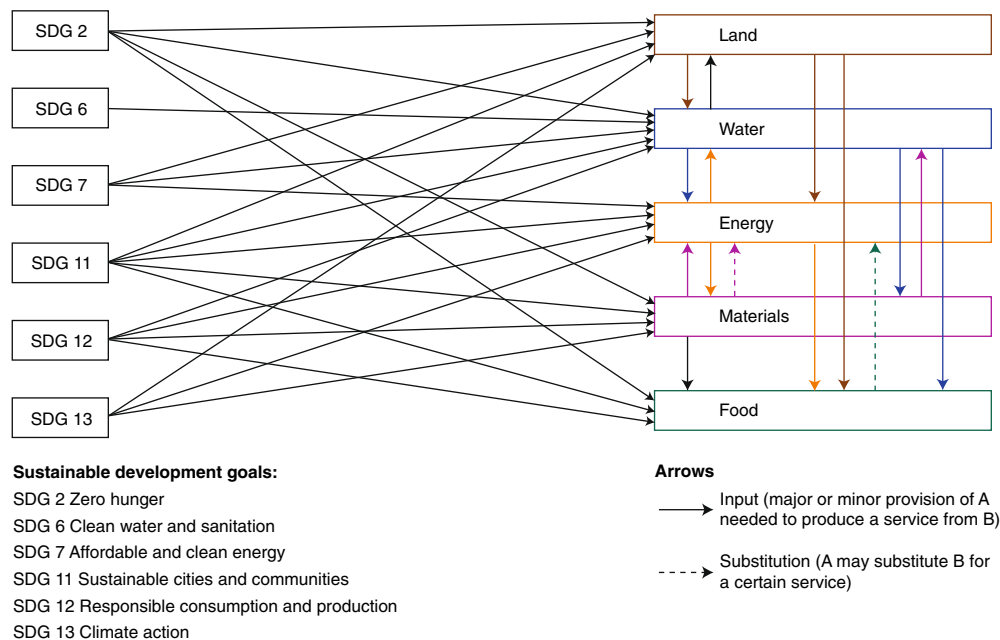 SDG 2
SDG 6
SDG 7
SDG 11
SDG 12
SDG 13
Land
Water
Energy
Materials
Food
Sustainable development goals:
SDG 2 Zero hunger
SDG 6 Clean water and sanitation
SDG 7 Affordable and clean energy
SDG 11 Sustainable cities and communities
SDG 12 Responsible consumption and production
SDG 13 Climate action
Arrows
Input (major or minor provision of A
needed to produce a service from B)
Substitution (A may substitute B for
a certain service)